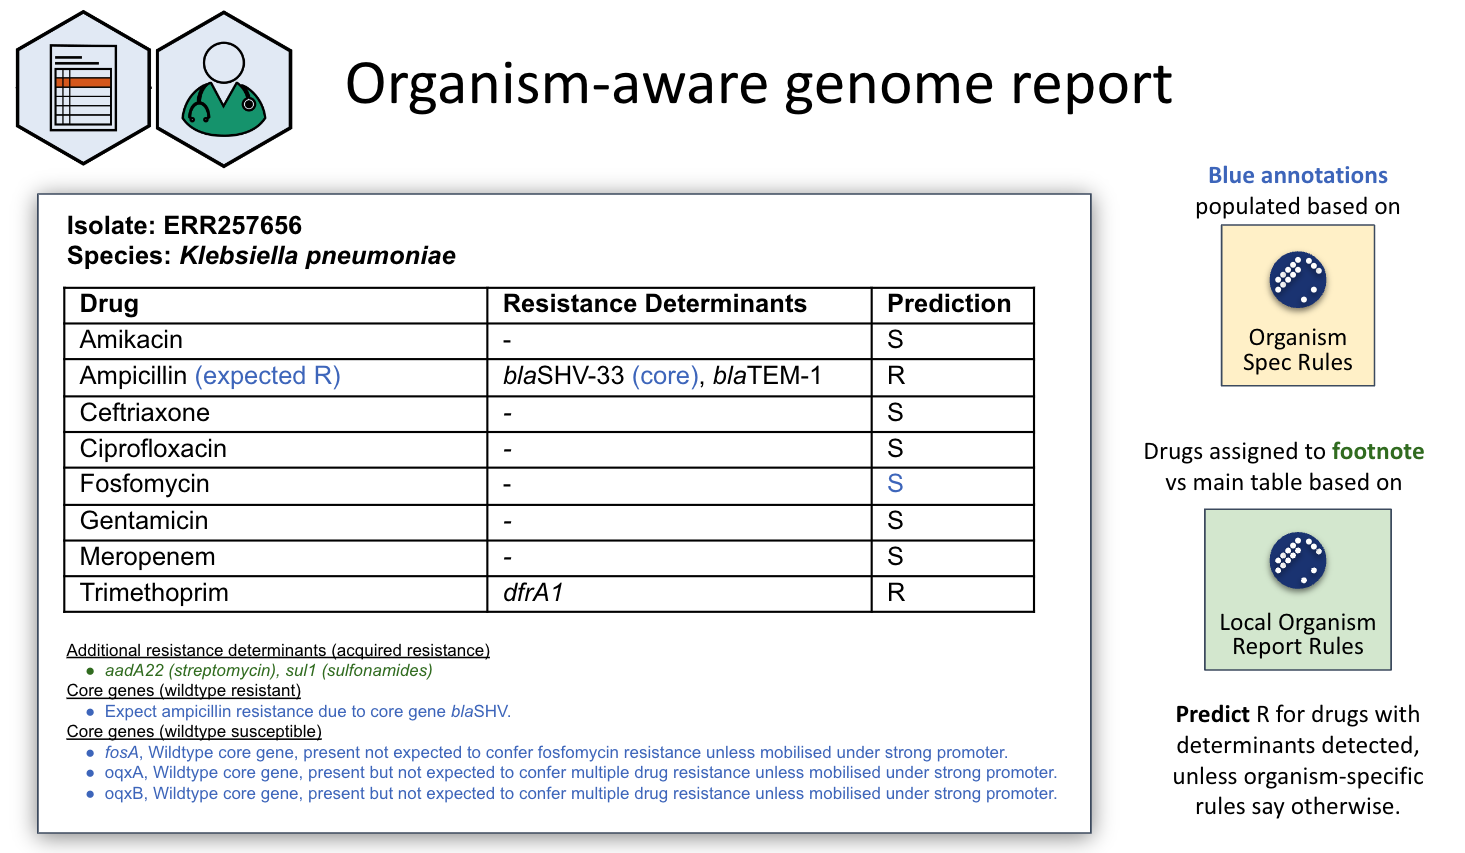 Organism-aware genome report
Isolate: ERR257656
Species: Klebsiella pneumoniae
Drug Resistance Determinants Prediction
Amikacin - S
Ampicillin (expected R) blaSHV-33 (core), blaTEM-1 R
Ceftriaxone - S
Ciprofloxacin - S
Fosfomycin - S
Gentamicin - S
Meropenem - S
Trimethoprim dfrA1 R
Additional resistance determinants (acquired resistance)
● aadA22 (streptomycin), sul1 (sulfonamides)
Core genes (wildtype resistant)
● Expect ampicillin resistance due to core gene blaSHV.
Core genes (wildtype susceptible)
● fosA, Wildtype core gene, present not expected to confer fosfomycin resistance unless mobilised under strong promoter.
● oqxA, Wildtype core gene, present but not expected to confer multiple drug resistance unless mobilised under strong promoter.
● oqxB, Wildtype core gene, present but not expected to confer multiple drug resistance unless mobilised under strong promoter.
Blue annotations
populated based on
Organism
Spec Rules
Drugs assigned to footnote
vs main table based on
Local Organism
Report Rules
Predict R for drugs with
determinants detected,
unless organism-specific
rules say otherwise.